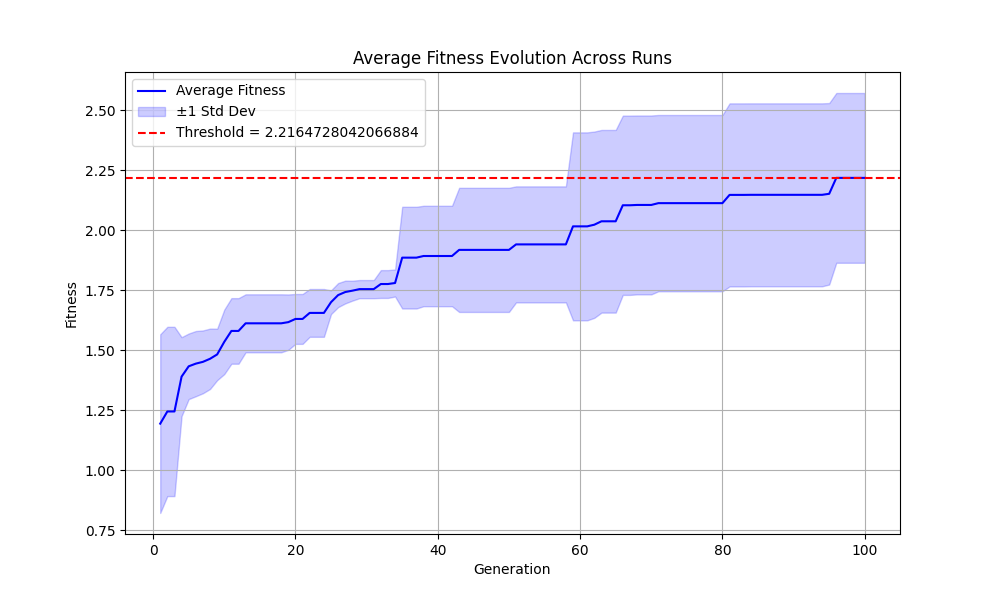 Average Fitness Evolution Across Runs
Average Fitness
±1 Std Dev
Threshold = 2.2164728042066884
2.50
2.25
2.00
1.75
1.50
1.25
1.00
0.75
Fitness
0 20 40 60 80 100
Generation